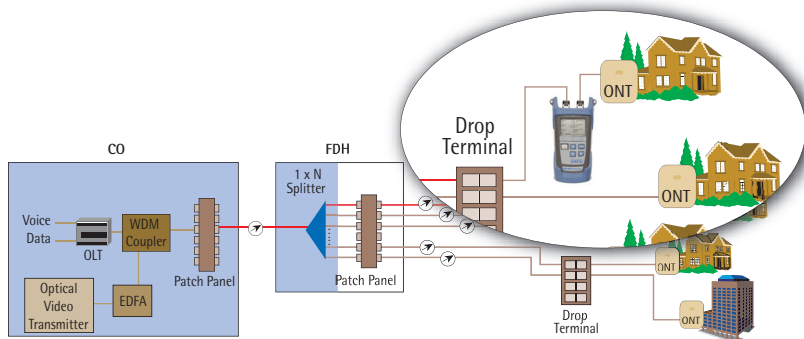 CO
Voice
Data
OLT
WDM
Coupler
Patch Panel
Optical
Video
Transmitter
EDFA
FDH
1 x N
Splitter
Patch Panel
Drop
Terminal
ONT
ONT
ONT
Drop
Terminal
ONT